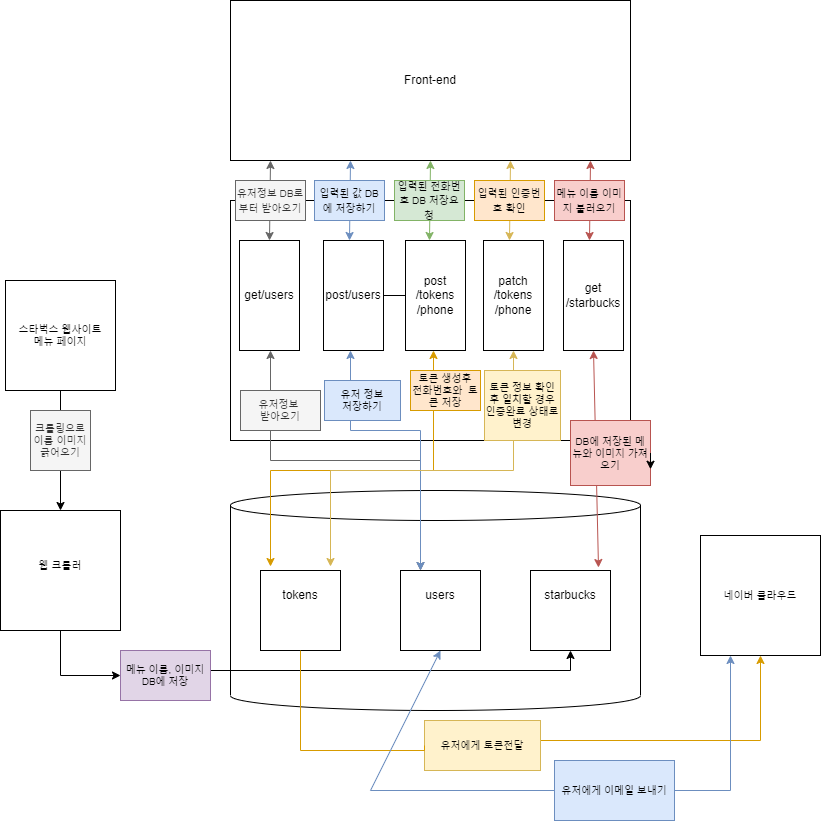 Front-end
유저정보 DB로
부터 받아오기
입력된 값 DB
에 저장하기
입력된 전화번
호 DB 저장요
청
입력된 인증번
호 확인
메뉴 이름 이미
지 불러오기
get/users
post/users
post
/tokens
/phone
patch
/tokens
/phone
get
/starbucks
스타벅스 웹사이트
메뉴 페이지
유저정보
받아오기
유저 정보
저장하기
토큰 생성후
전화번호와 토
큰 저장
토큰 정보 확인
후 일치할 경우
인증완료 상태로
변경
DB에 저장된 메
뉴와 이미지 가져
오기
크롤링으로
이름 이미지
긁어오기
웹 크롤러
tokens
users
starbucks
네이버 클라우드
메뉴 이름, 이미지
DB에 저장
유저에게 토큰전달
유저에게 이메일 보내기